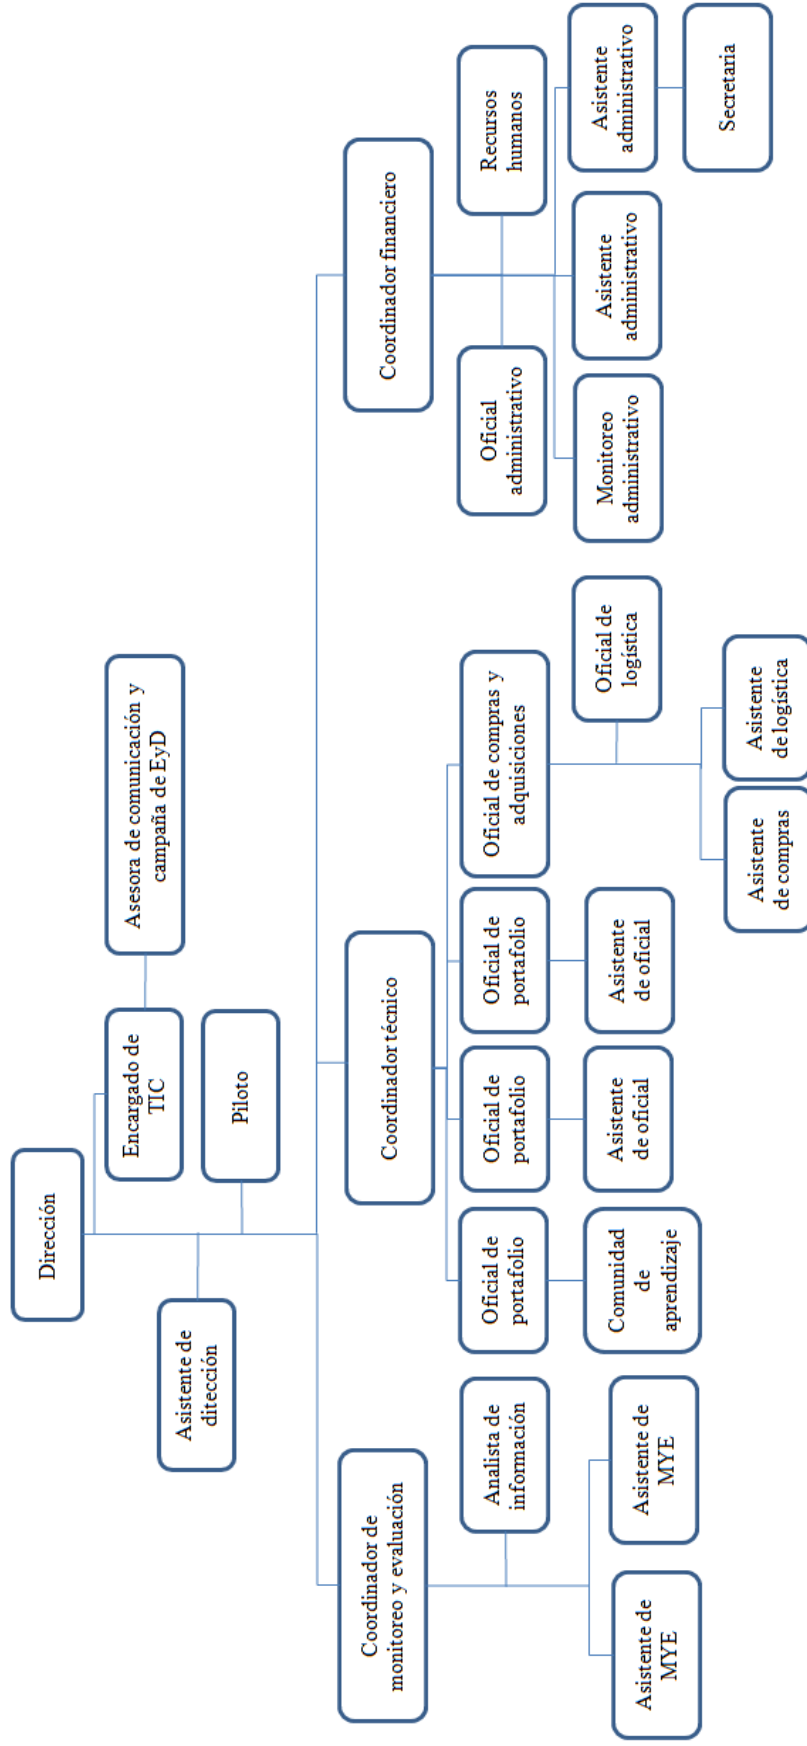 Dirección
Encargado de
TIC
Asesora de comunicación y
campaña de EyD
Asistente de
ditección
Piloto
Coordinador de
monitoreo y evaluación
Coordinador técnico
Coordinador financiero
Analista de
información
Oficial de
portafolio
Oficial de
portafolio
Oficial de
portafolio
Oficial de compras y
adquisiciones
Oficial
administrativo
Recursos
humanos
Asistente de
MYE
Asistente de
MYE
Comunidad
de
aprendizaje
Asistente
de oficial
Asistente
de oficial
Oficial de
logística
Monitoreo
administrativo
Asistente
administrativo
Asistente
administrativo
Asistente
de compras
Asistente
de logística
Secretaria